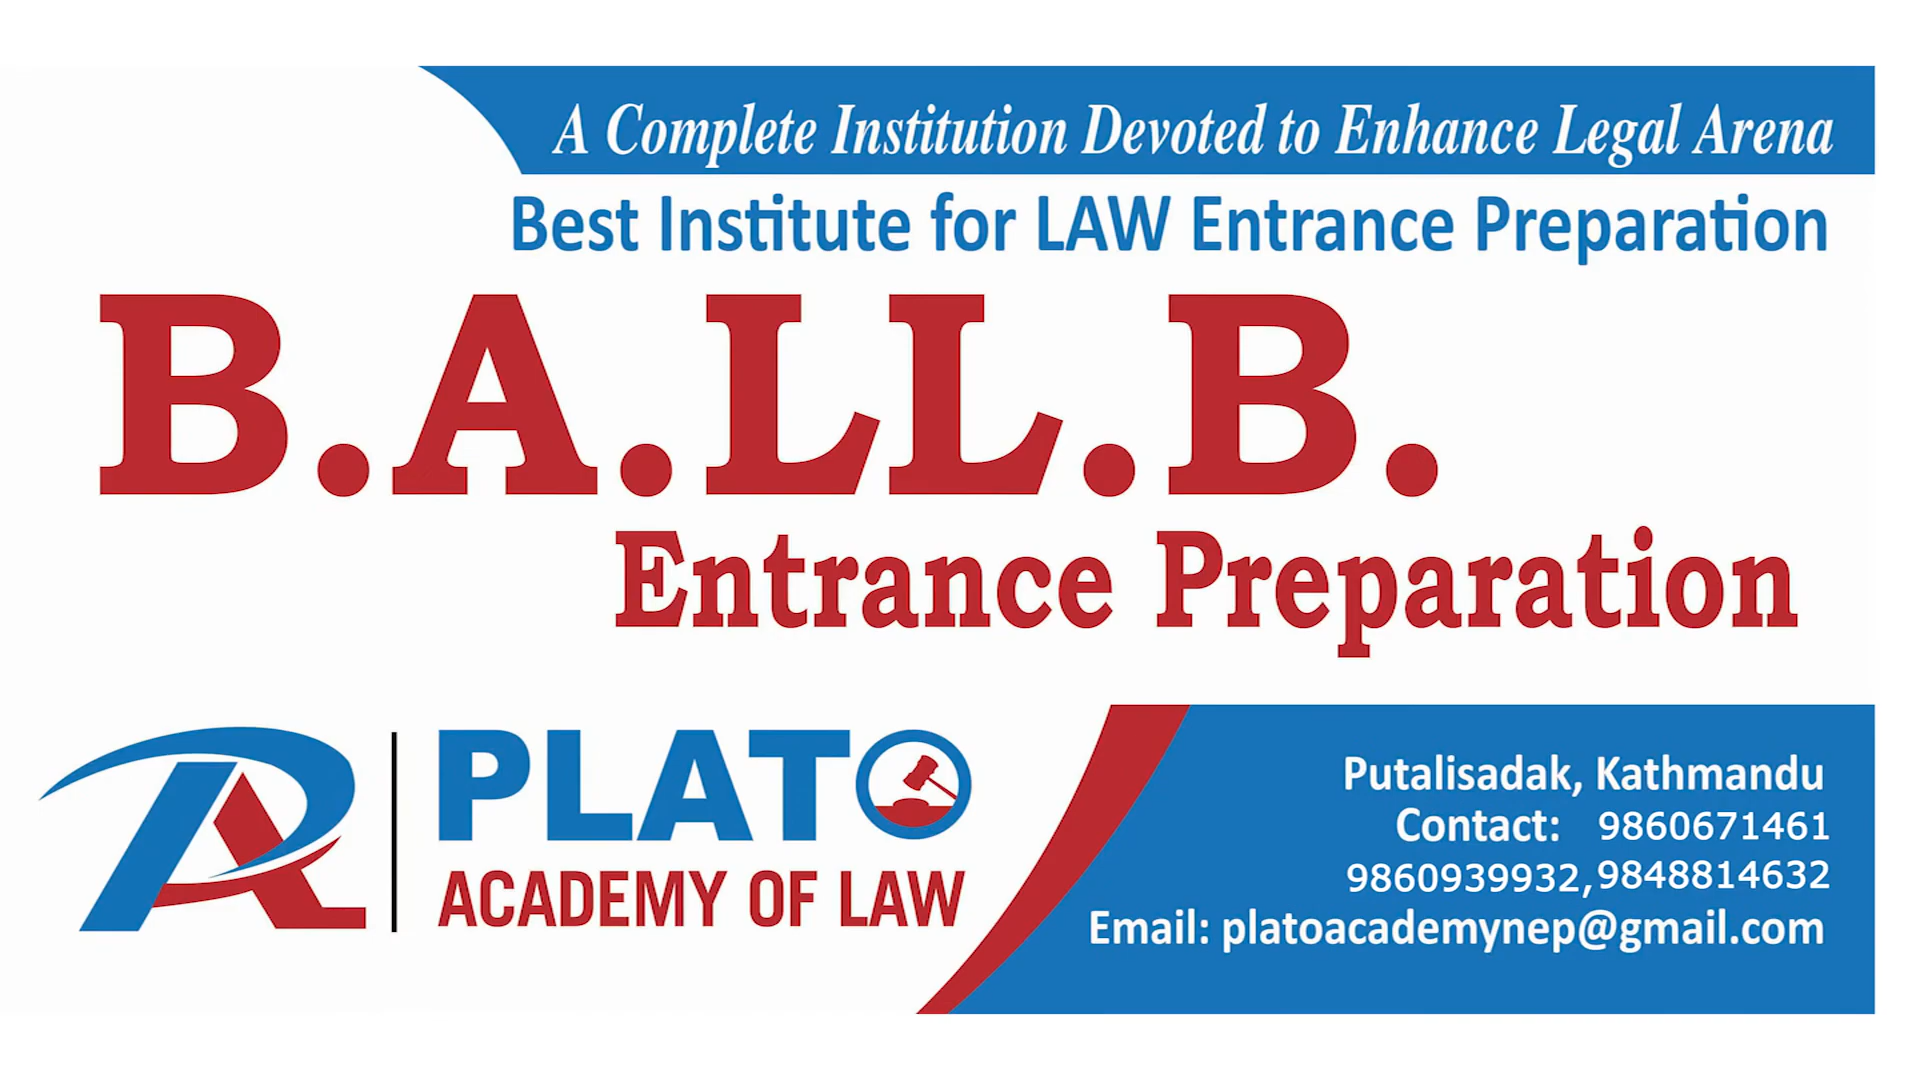 A Complete Institution Devoted to Enhance Legal Arena
Best Institute for LAW Entrance Preparation
B.A.LL.B.
Entrance Preparation
PLATO
ACADEMY OF LAW
Putalisadak, Kathmandu
Contact: 9860671461
9860939932,9848814632
Email: platoacademynep@gmail.com